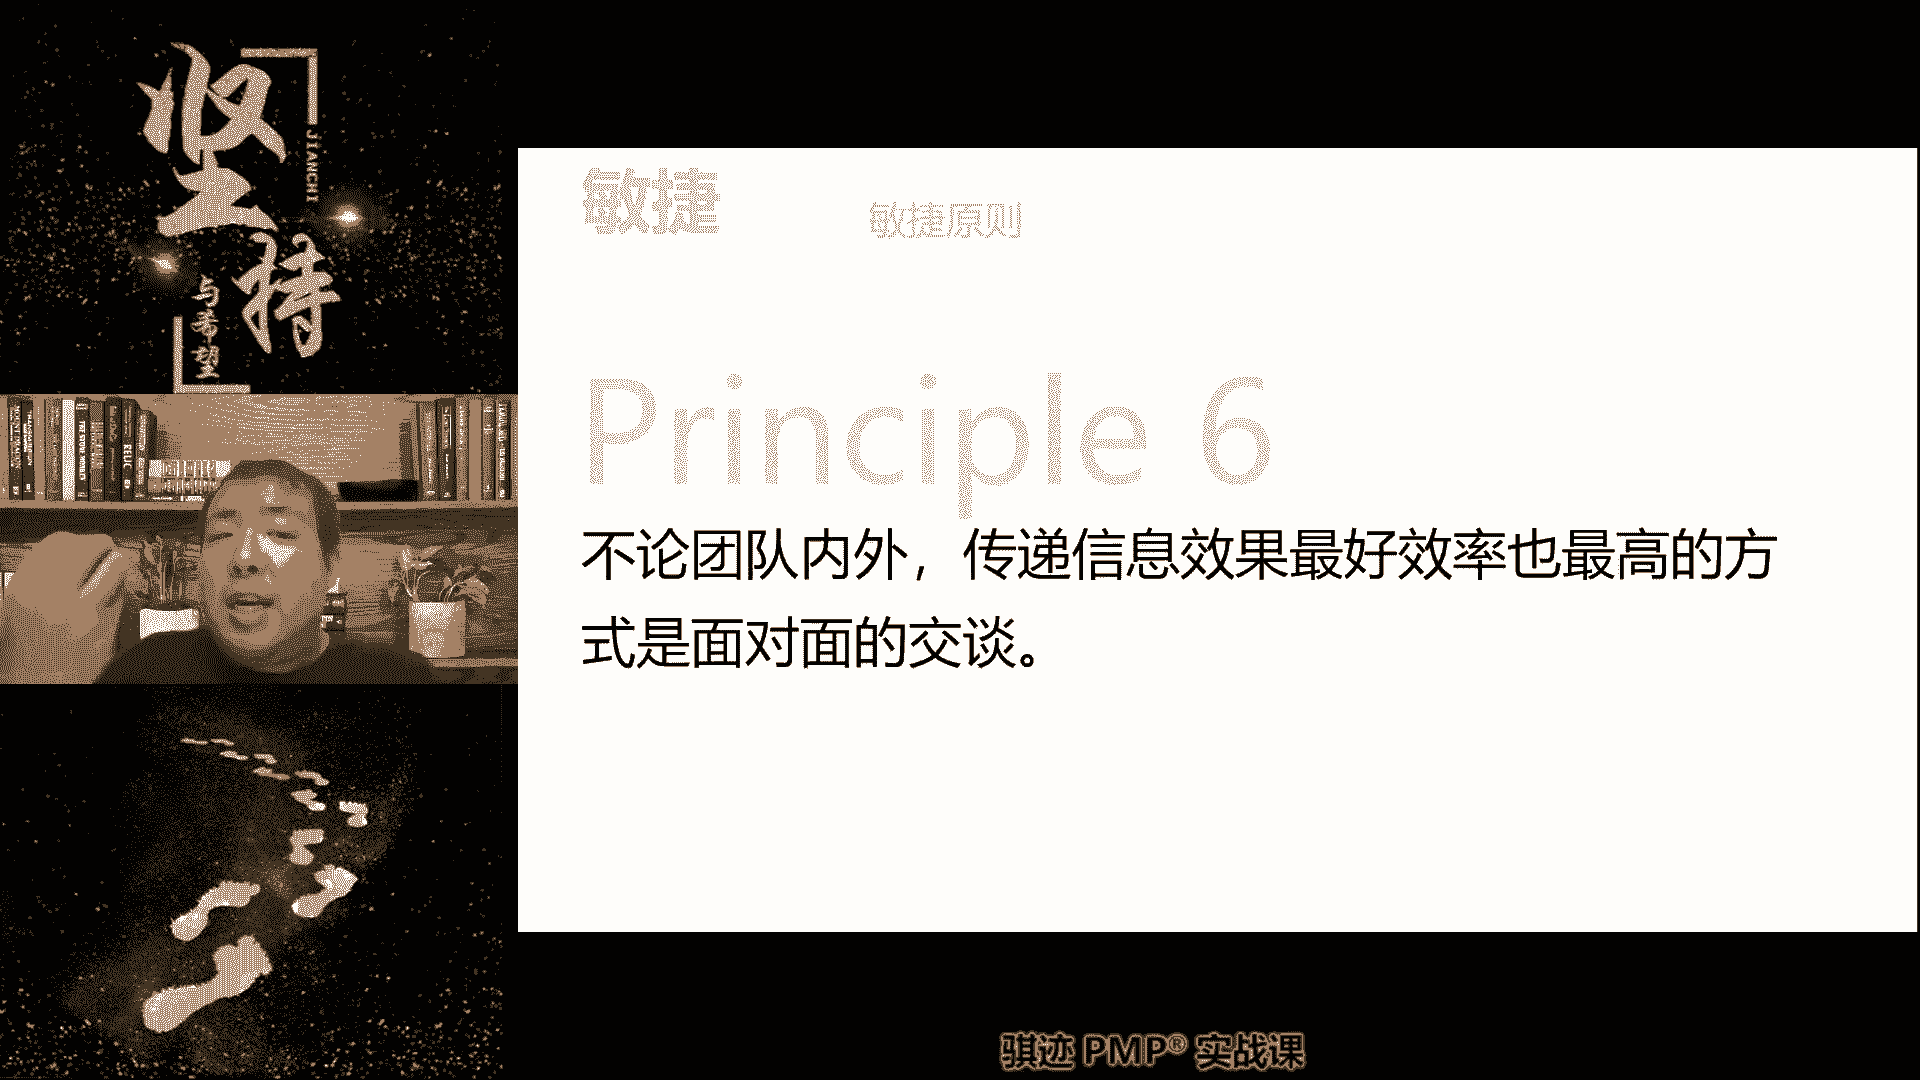 坚持
JIANCHI
与希望
敏捷
敏捷原则
Principle 6
不论团队内外，传递信息效果最好效率也最高的方
式是面对面的交谈。
骐迹 PMP® 实战课